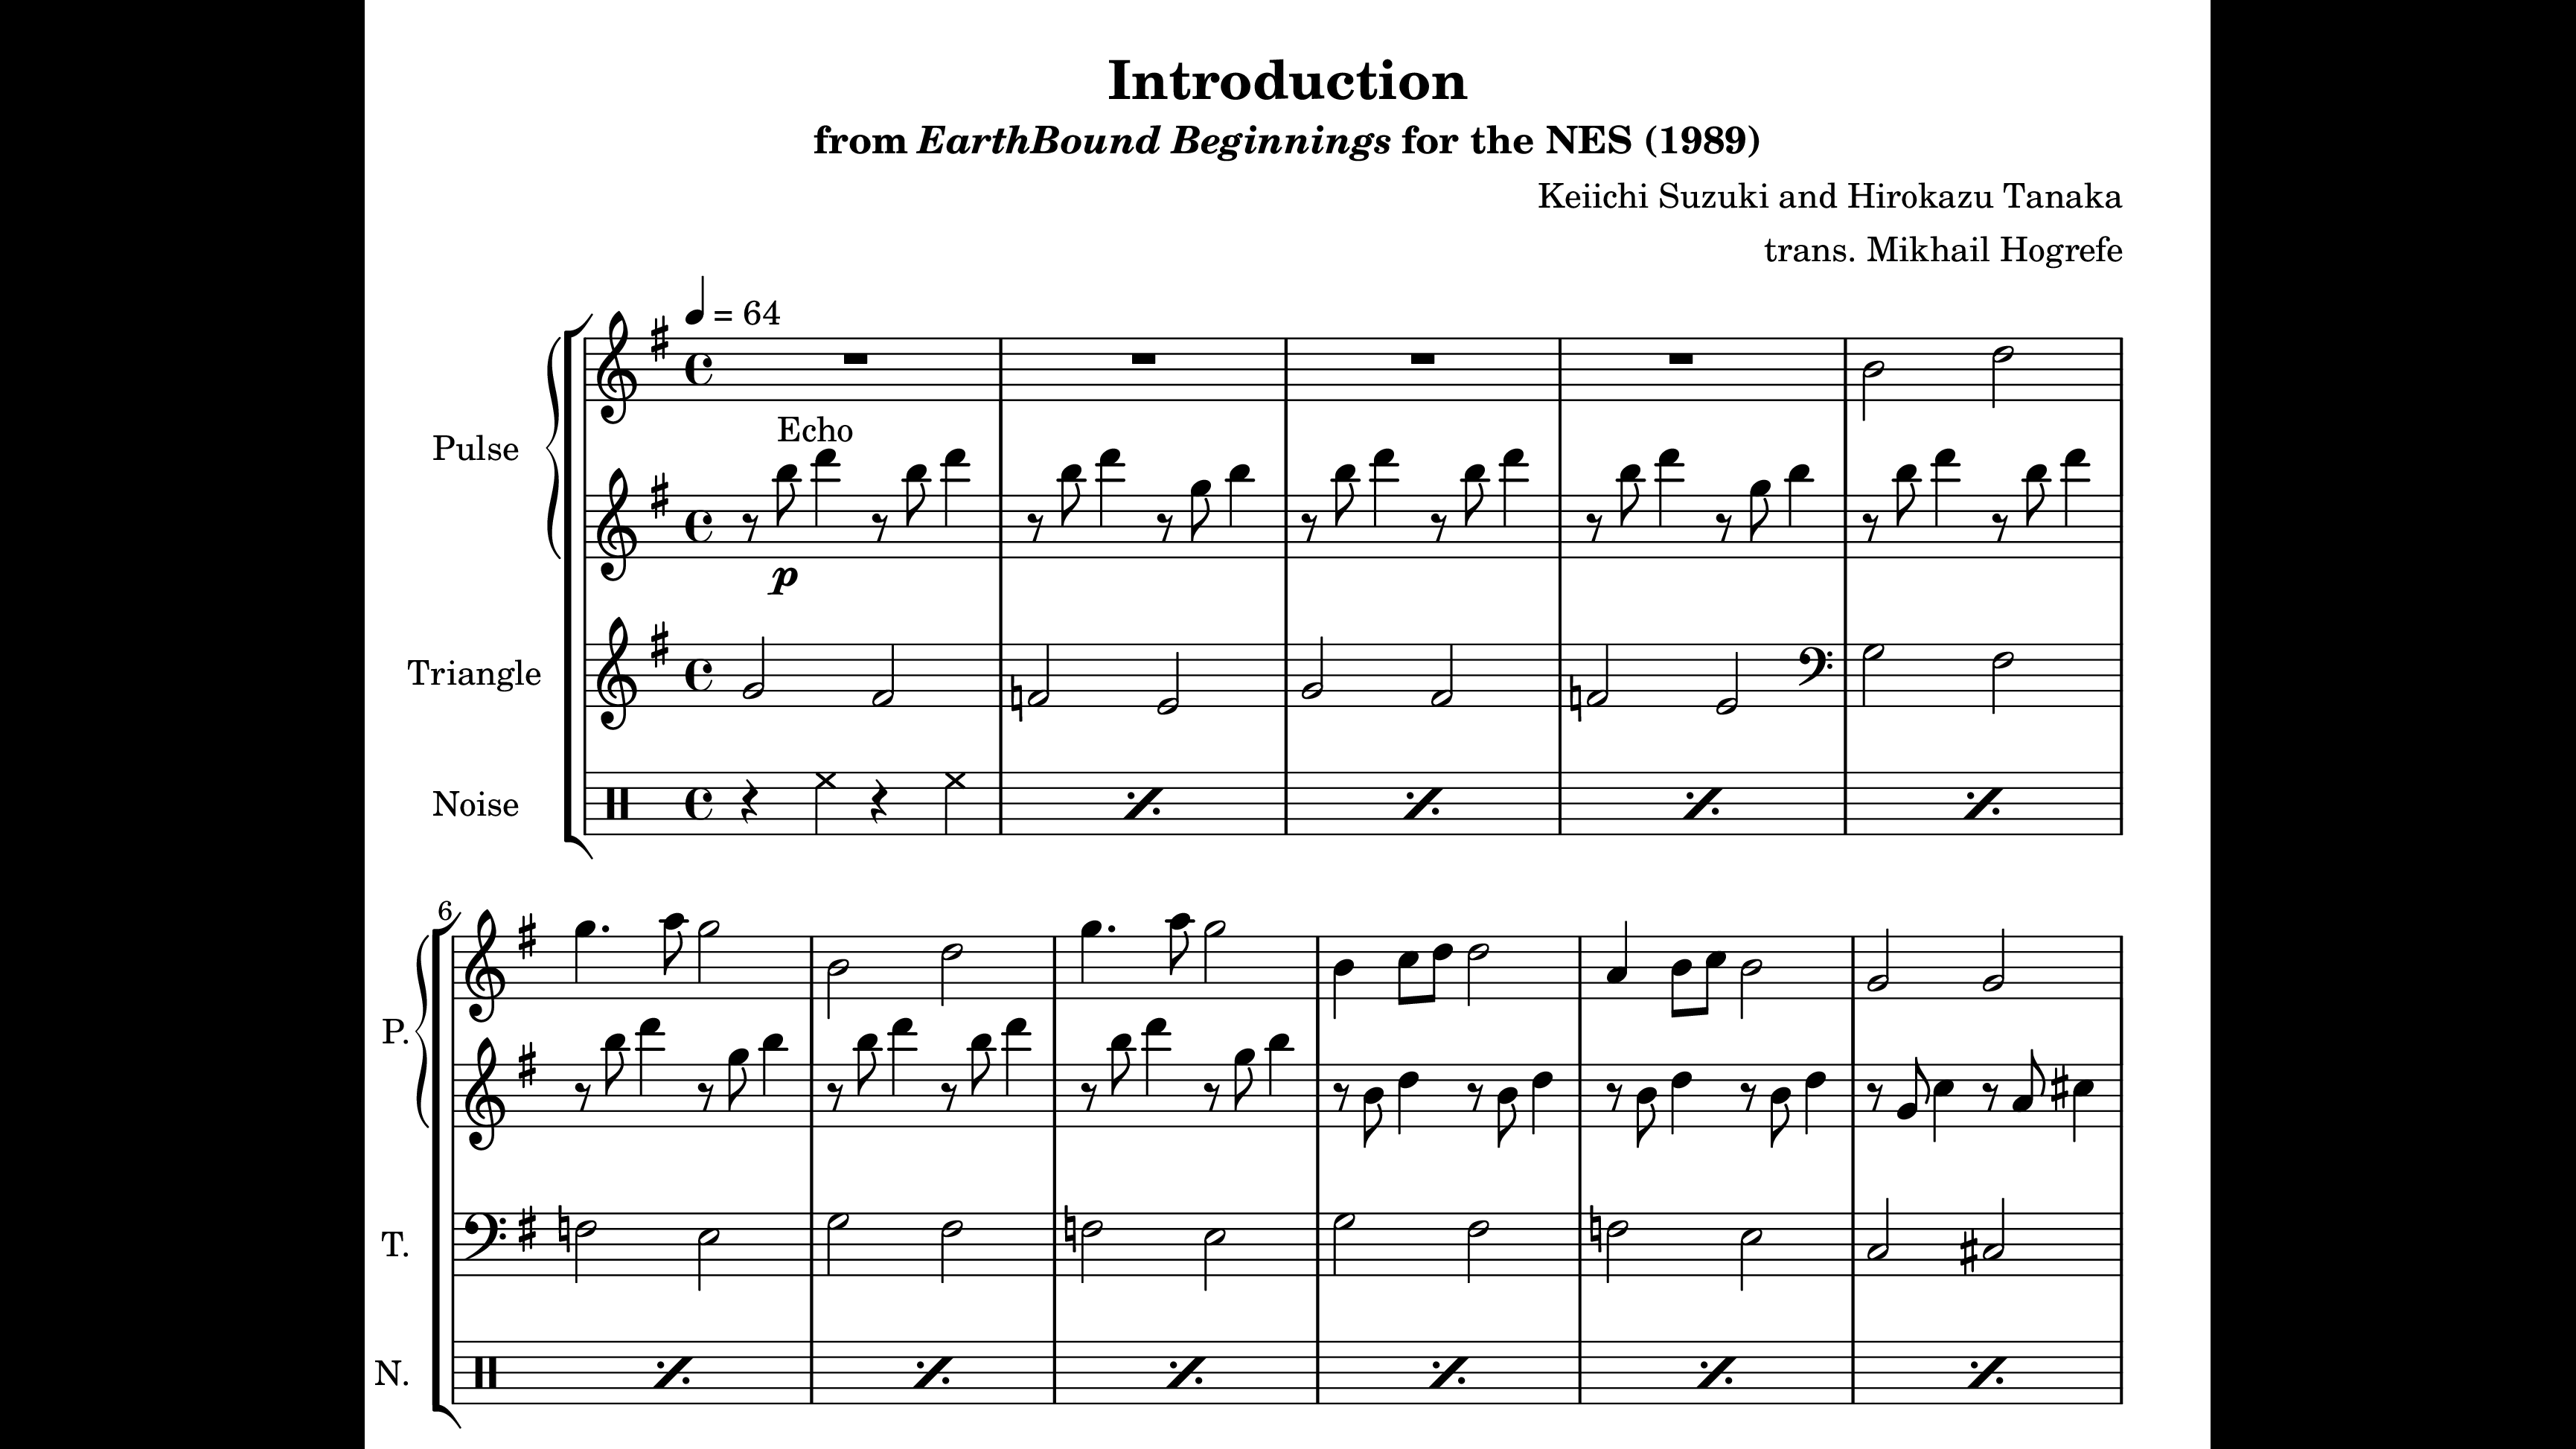 Introduction
from EarthBound Beginnings for the NES (1989)
Keiichi Suzuki and Hirokazu Tanaka
trans. Mikhail Hogrefe
= 64
Pulse
Echo
p
Triangle
Noise
6
P.
T.
N.